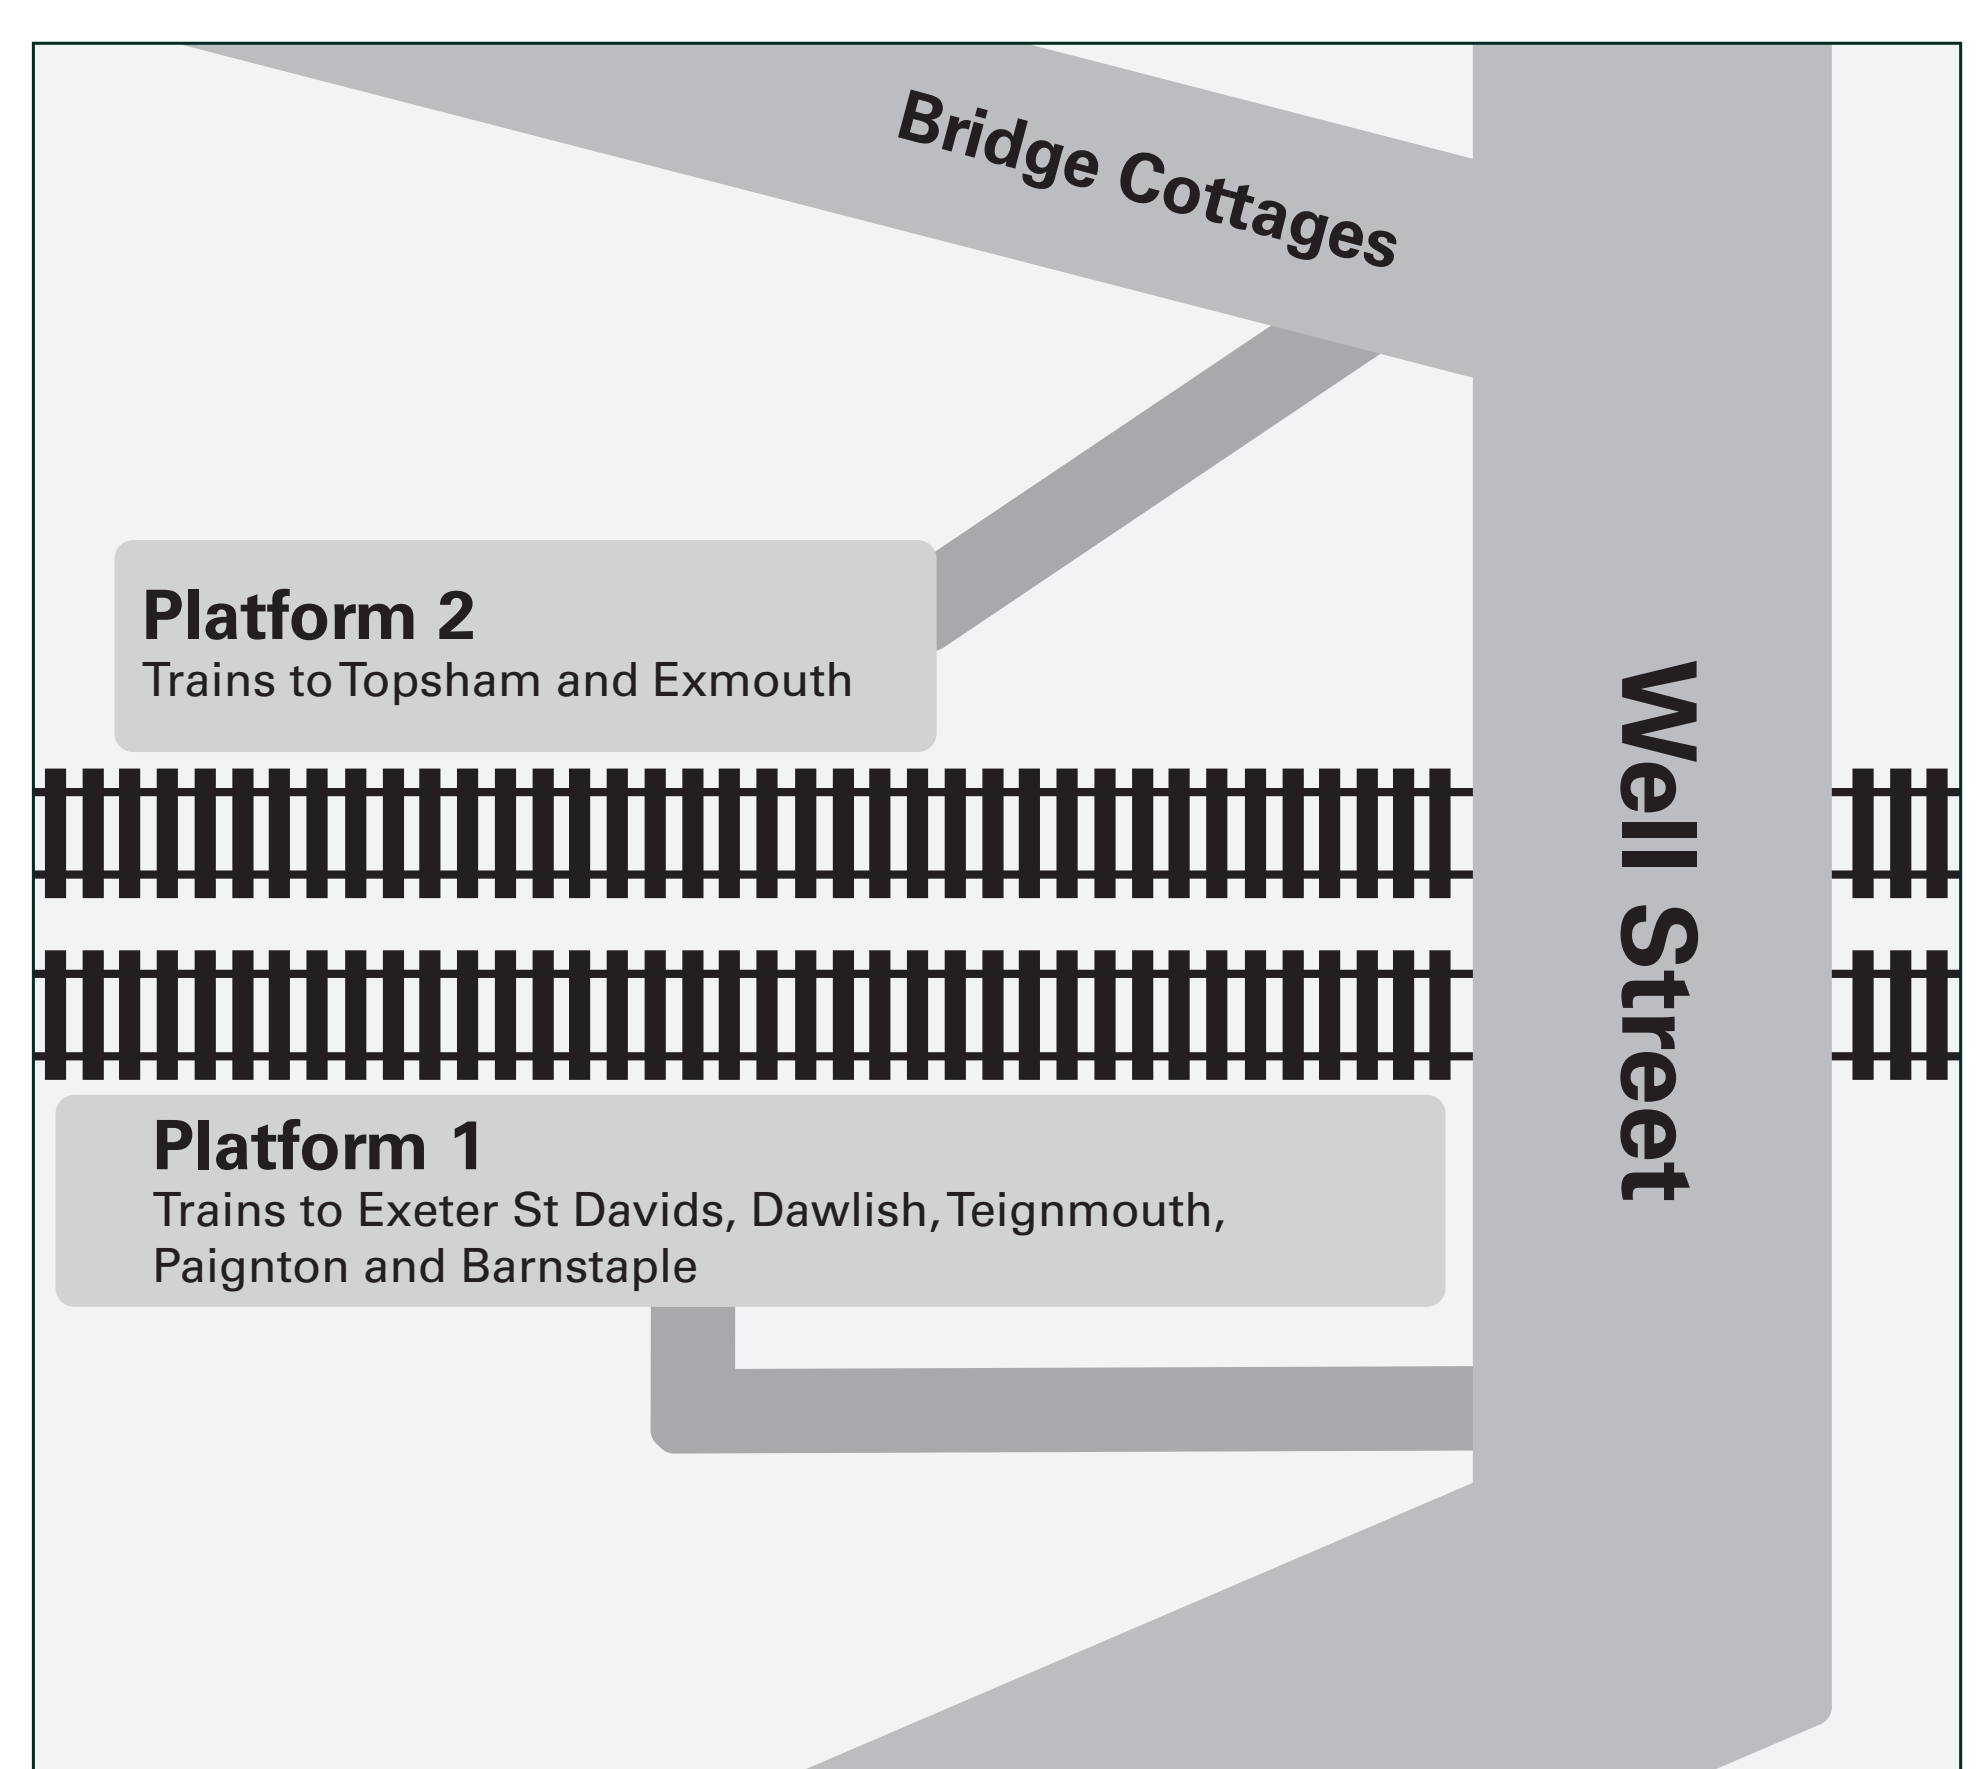 Bridge Cottages
Platform 2
Trains to Topsham and Exmouth
Well Street
Platform 1
Trains to Exeter St Davids, Dawlish, Teignmouth,
Paignton and Barnstaple